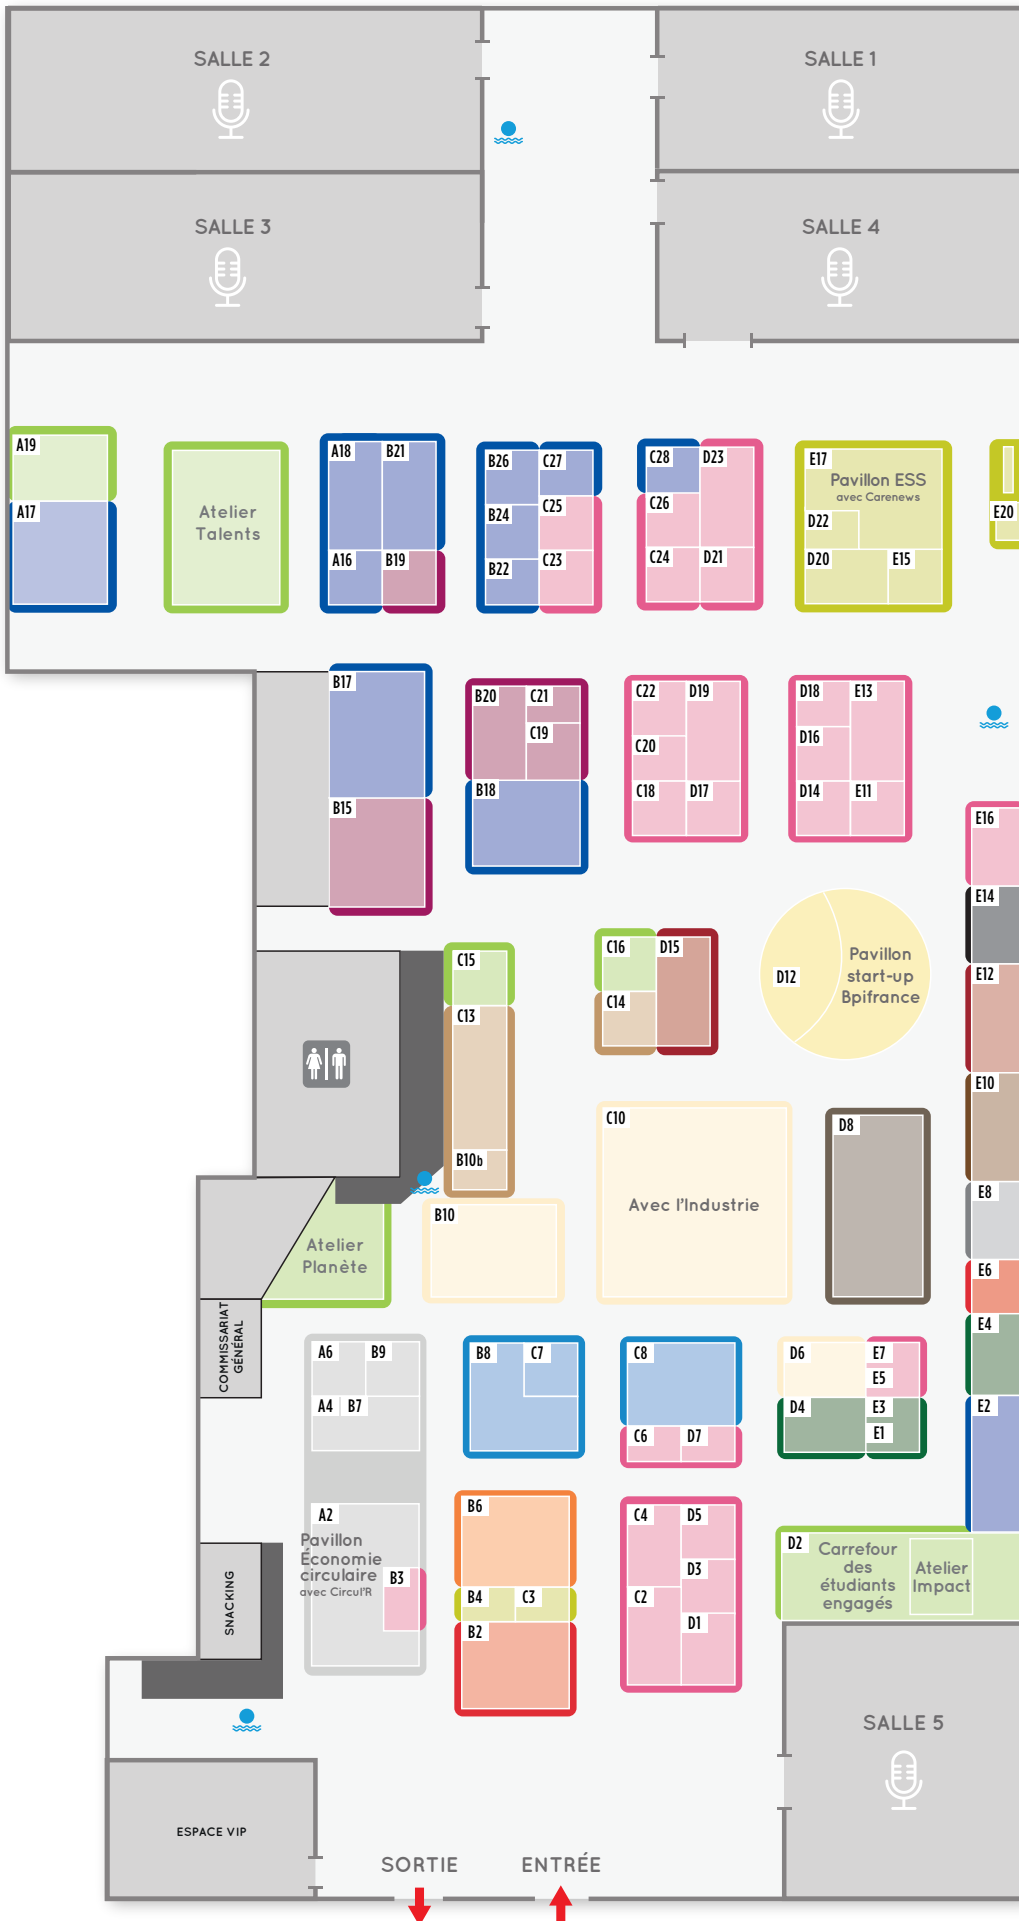 SALLE 2
SALLE 1
SALLE 3
SALLE 4
A19
A17
Atelier
Talents
A18
B21
A16
B19
B26
C27
B24
C25
B22
C23
C28
D23
C26
C24
D21
E17
Pavillon ESS
avec Carenews
D22
D20
E15
E20
B17
B15
B20
C21
C19
B18
C22
D19
C20
C18
D17
D18
E13
D16
D14
E11
E16
E14
E12
E10
E8
E6
E4
E2
C15
C13
B10b
C16
D15
C14
D12
Pavillon
start-up
Bpifrance
B10
C10
Avec l'Industrie
D8
Atelier
Planète
COMMISSARIAT
GÉNÉRAL
A6
B9
A4
B7
B8
C7
C8
C6
D7
D6
E7
E5
D4
E3
E1
A2
Pavillon
Économie
circulaire
avec Circul'R
B3
B6
B4
C3
B2
C4
D5
D3
C2
D1
D2
Carrefour
des
étudiants
engagés
Atelier
Impact
SNACKING
SALLE 5
ESPACE VIP
SORTIE
ENTRÉE